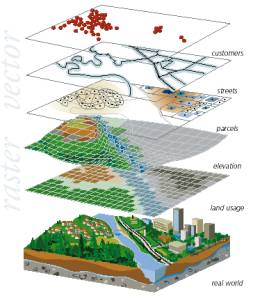 customers
streets
parcels
elevation
land usage
real world
vector
raster